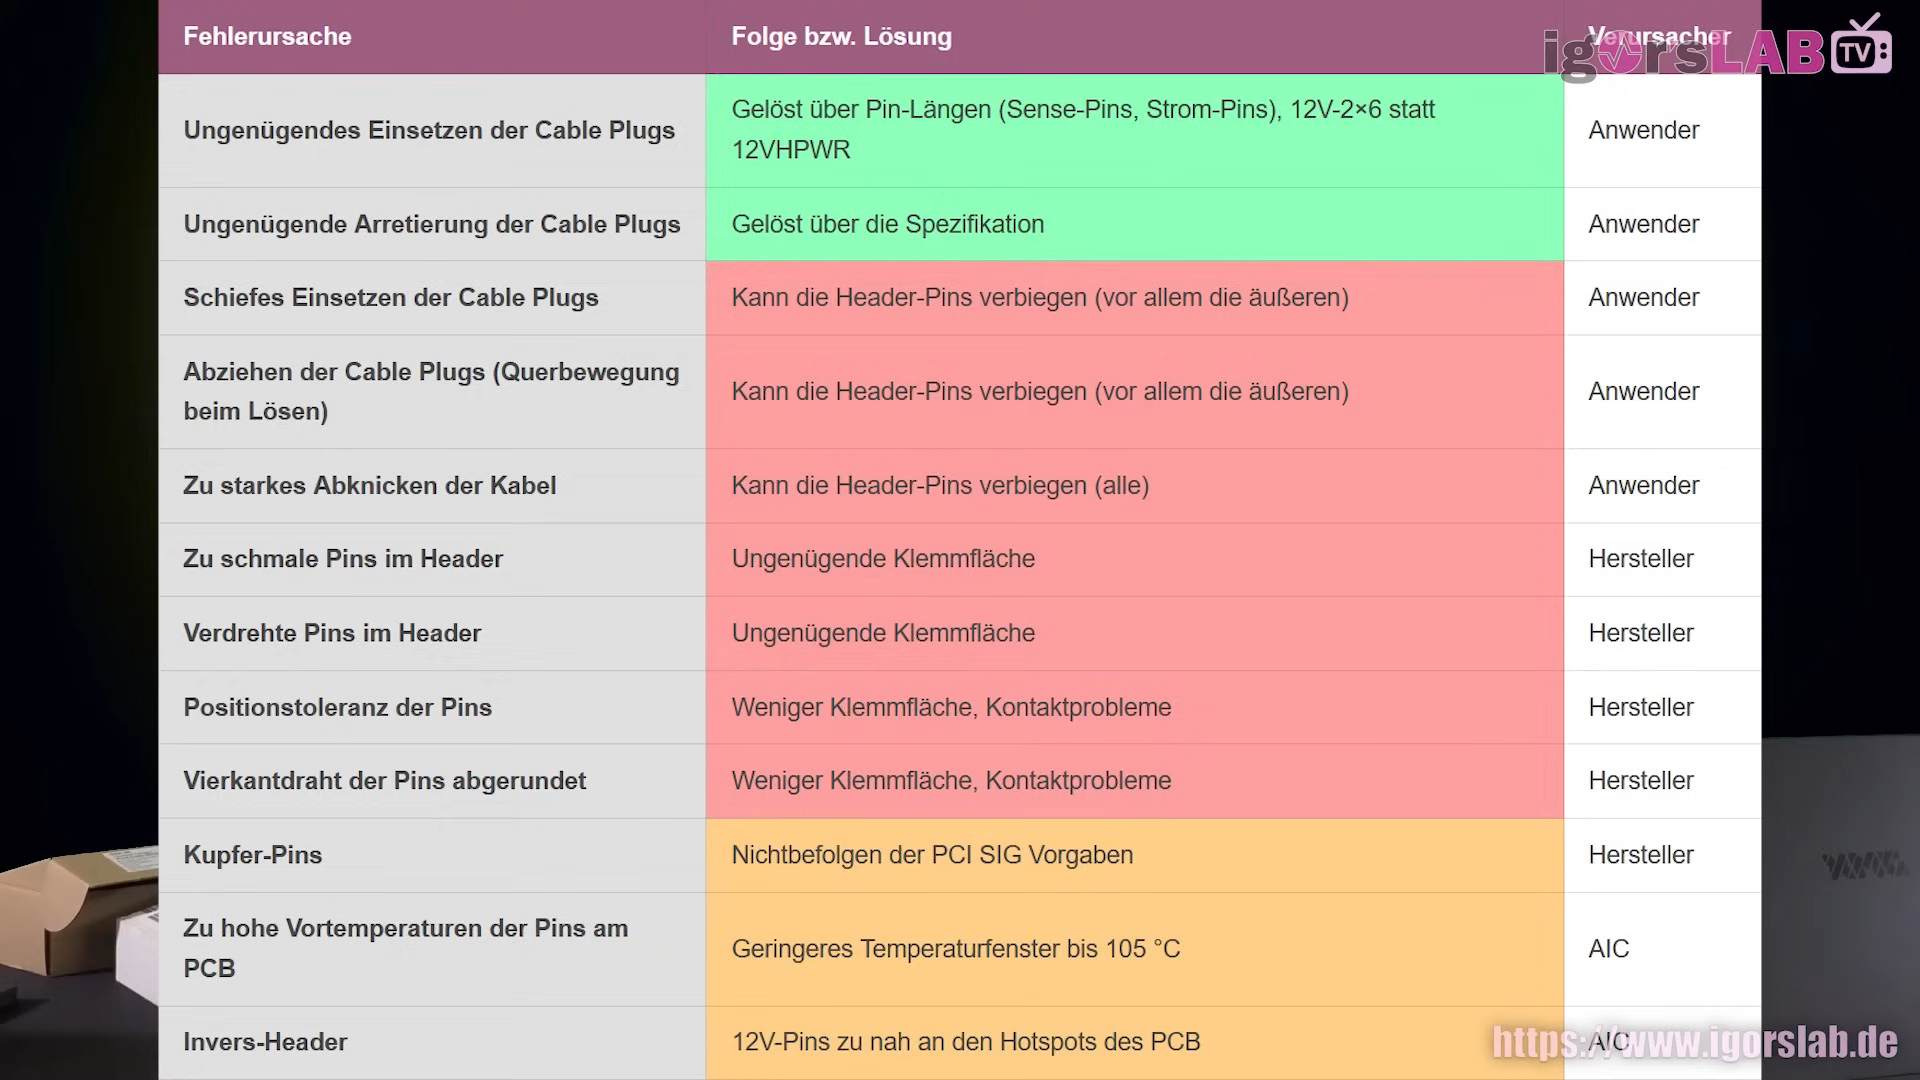 Fehlerursache Folge bzw. Lösung Verursacher
igorsLAB TV
Ungenügendes Einsetzen der Cable Plugs Gelöst über Pin-Längen (Sense-Pins, Strom-Pins), 12V-2×6 statt
12VHPWR Anwender
Ungenügende Arretierung der Cable Plugs Gelöst über die Spezifikation Anwender
Schiefes Einsetzen der Cable Plugs Kann die Header-Pins verbiegen (vor allem die äußeren) Anwender
Abziehen der Cable Plugs (Querbewegung
beim Lösen) Kann die Header-Pins verbiegen (vor allem die äußeren) Anwender
Zu starkes Abknicken der Kabel Kann die Header-Pins verbiegen (alle) Anwender
Zu schmale Pins im Header Ungenügende Klemmfläche Hersteller
Verdrehte Pins im Header Ungenügende Klemmfläche Hersteller
Positionstoleranz der Pins Weniger Klemmfläche, Kontaktprobleme Hersteller
Vierkantdraht der Pins abgerundet Weniger Klemmfläche, Kontaktprobleme Hersteller
Kupfer-Pins Nichtbefolgen der PCI SIG Vorgaben Hersteller
Zu hohe Vortemperaturen der Pins am
PCB Geringeres Temperaturfenster bis 105 °C AIC
Invers-Header 12V-Pins zu nah an den Hotspots des PCB AIC
https://www.igorslab.de